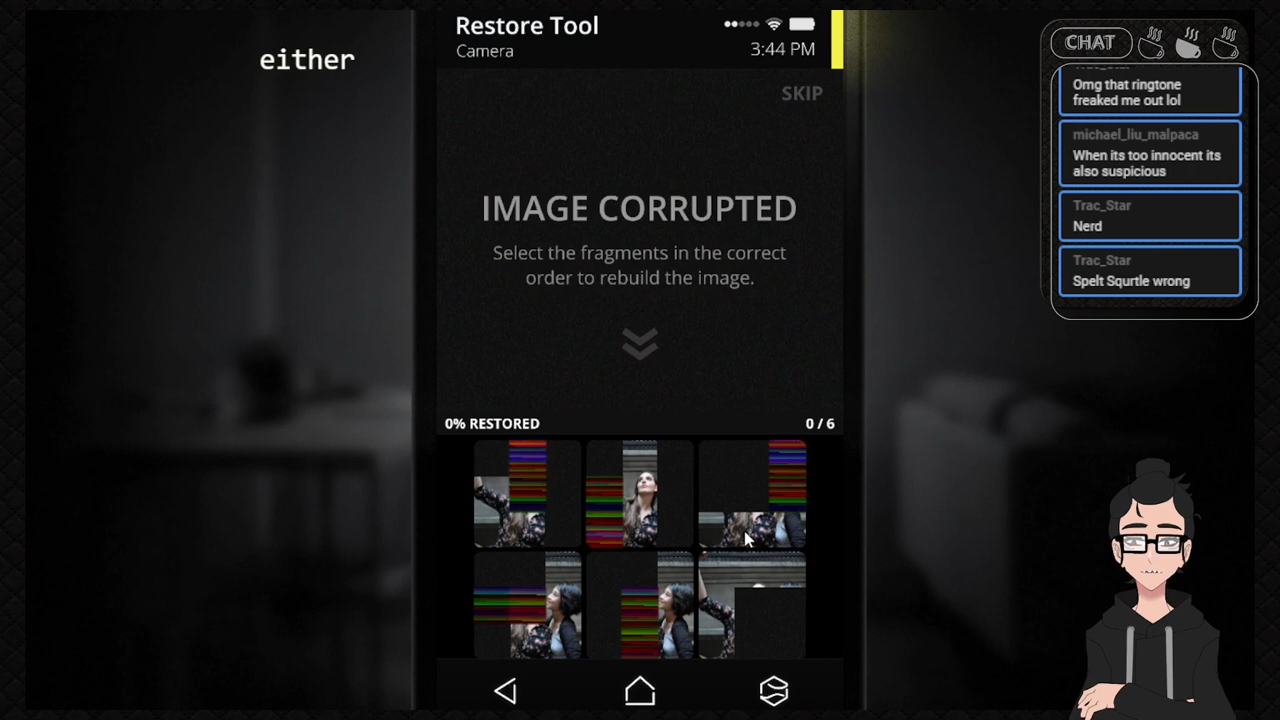 either
Restore Tool
Camera
3:44 PM
SKIP
IMAGE CORRUPTED
Select the fragments in the correct
order to rebuild the image.
0% RESTORED
0 / 6
CHAT
Trac_Star
Omg that ringtone
freaked me out lol
michael_liu_malpaca
When its too innocent its
also suspicious
Trac_Star
Nerd
Trac_Star
Spelt Squrtle wrong